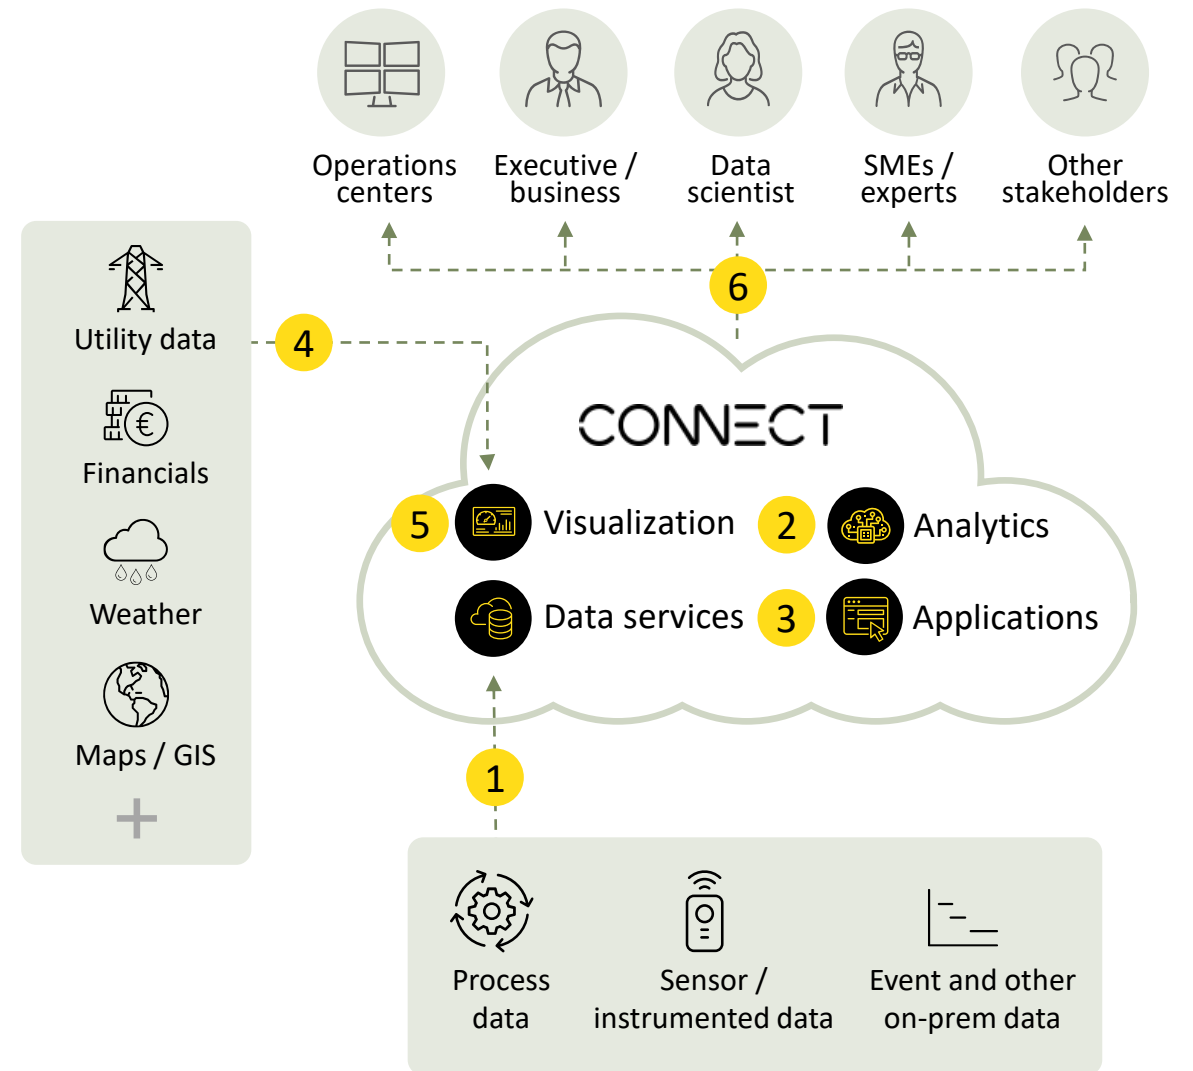 Operations
centers
Executive /
business
Data
scientist
SMEs /
experts
Other
stakeholders
6
Utility data
€
Financials
Weather
Maps / GIS
4
CONNECT
5
Visualization
2
Analytics
Data services
3
Applications
1
Process
data
Sensor /
instrumented data
Event and other
on-prem data